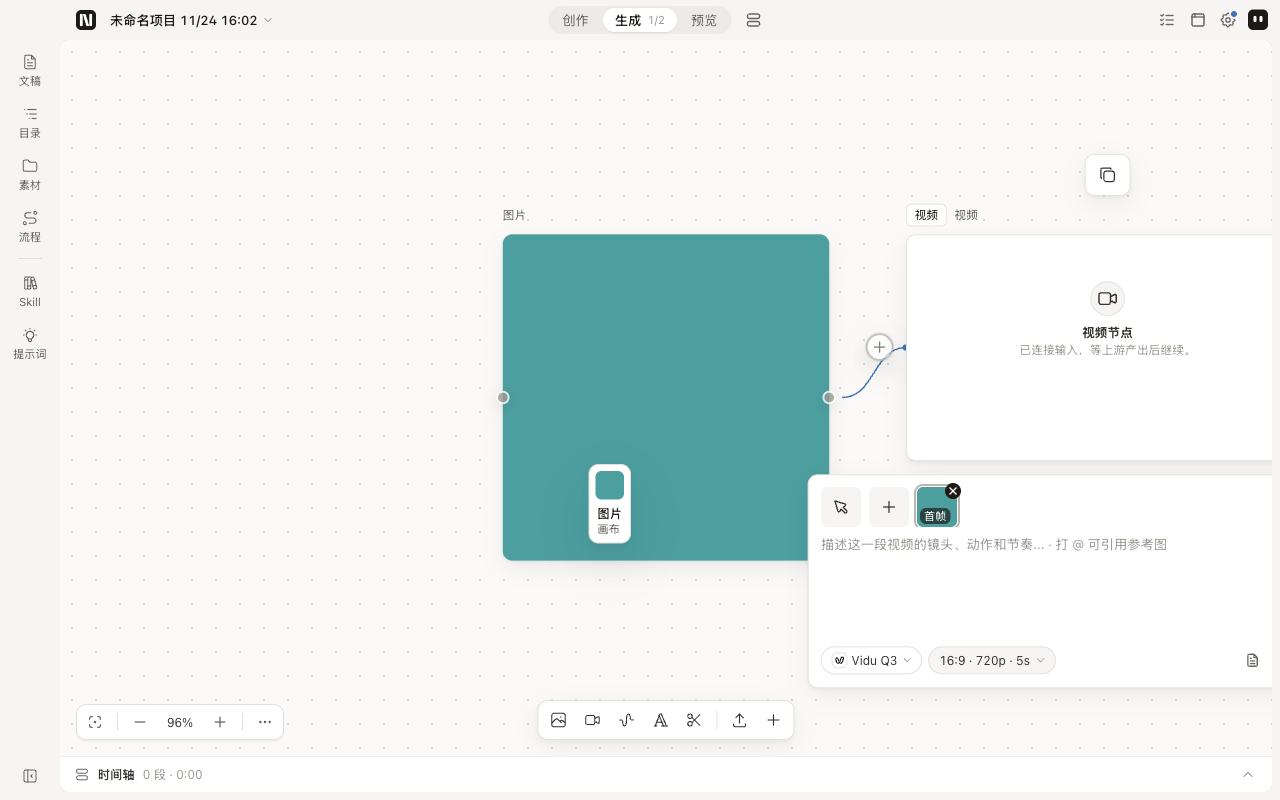 N
未命名项目 11/24 16:02
创作
生成 1/2
预览
文稿
目录
素材
流程
Skill
提示词
图片
视频 视频
视频节点
已连接输入，等上游产出后继续。
图片
画布
首帧
描述这一段视频的镜头、动作和节奏... · 打 @ 可引用参考图
Vidu Q3
16:9 · 720p · 5s
96%
时间轴 0 段 · 0:00